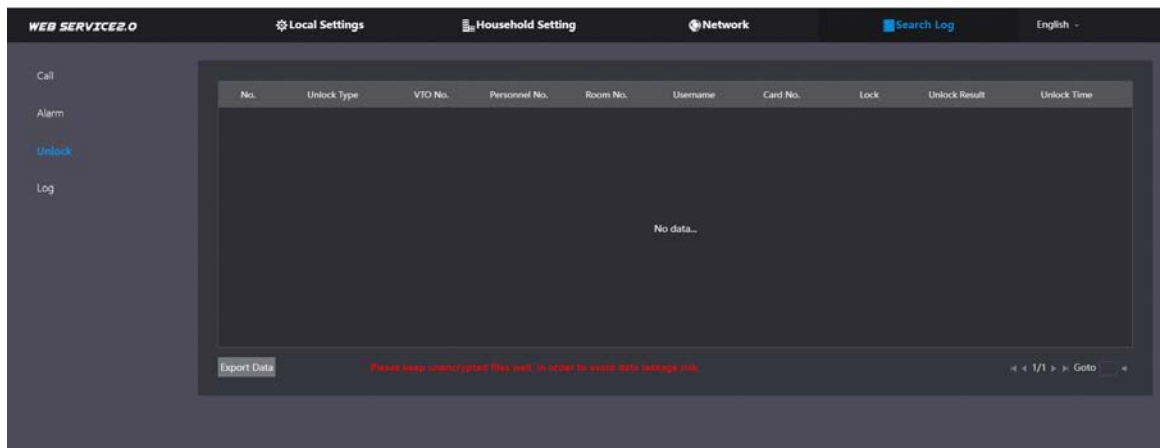 WEB SERVICE2.0 Local Settings Household Setting Network Search Log English
Call
Alarm
Unlock
Log
No. Unlock Type VTO No. Personnel No. Room No. Username Card No. Lock Unlock Result Unlock Time
No data...
Export Data Please keep unencrypted files well, in order to avoid data leakage risk. 1/1 Goto